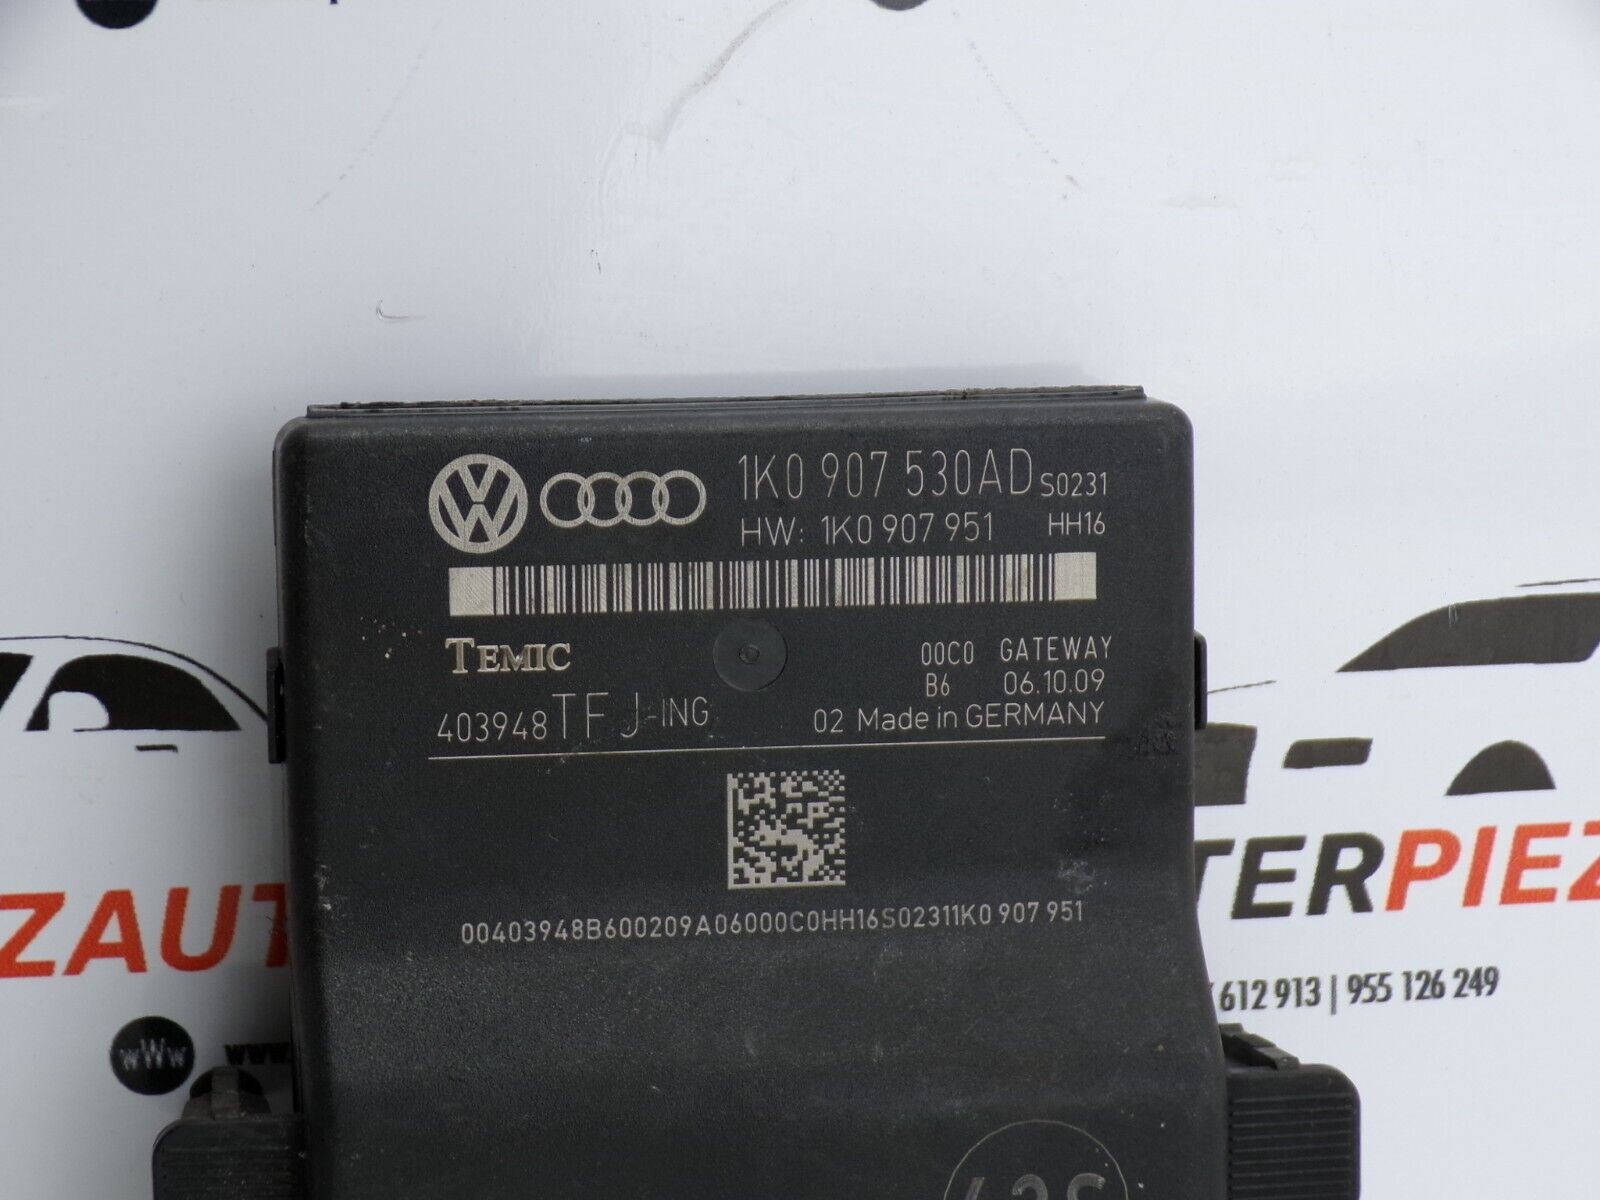 1K0 907 530AD S0231
HW: 1K0 907 951 HH16
TEMIC
00C0 GATEWAY
B6 06.10.09
403948 TF J-ING
02 Made in GERMANY
00403948B600209A06000C0HH16S02311K0 907 951
ZAUT
TERPIEZ
612 913 | 955 126 249
wWw
www.